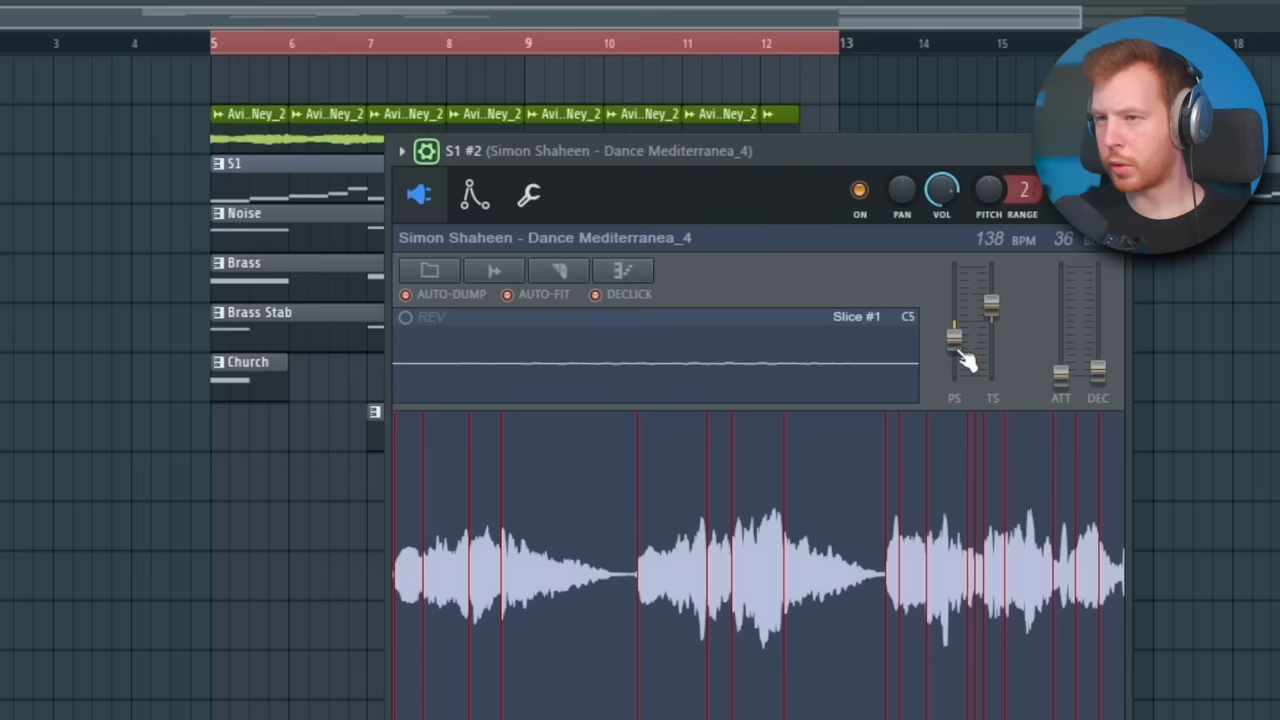 3 4 5 6 7 8 9 10 11 12 13 14 15 18
Avi..Ney_2 Avi..Ney_2 Avi..Ney_2 Avi..Ney_2 Avi..Ney_2 Avi..Ney_2 Avi..Ney_2
S1 #2 (Simon Shaheen - Dance Mediterranea_4)
S1
2
ON PAN VOL PITCH RANGE
Noise
Simon Shaheen - Dance Mediterranea_4 138 BPM 36
Brass
AUTO-DUMP AUTO-FIT DECLICK
Brass Stab
REV Slice #1 C5
Church
PS TS ATT DEC